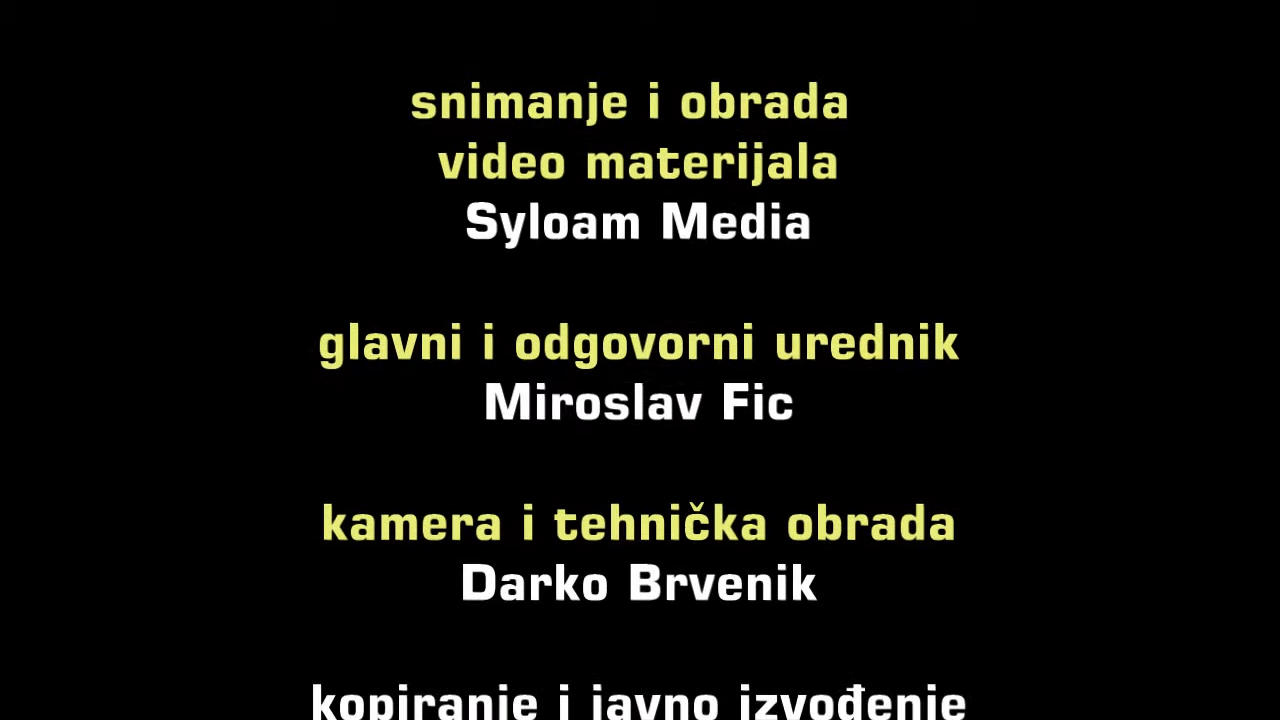 snimanje i obrada
video materijala
Syloam Media
glavni i odgovorni urednik
Miroslav Fic
kamera i tehnička obrada
Darko Brvenik
kopiranje i javno izvođenje